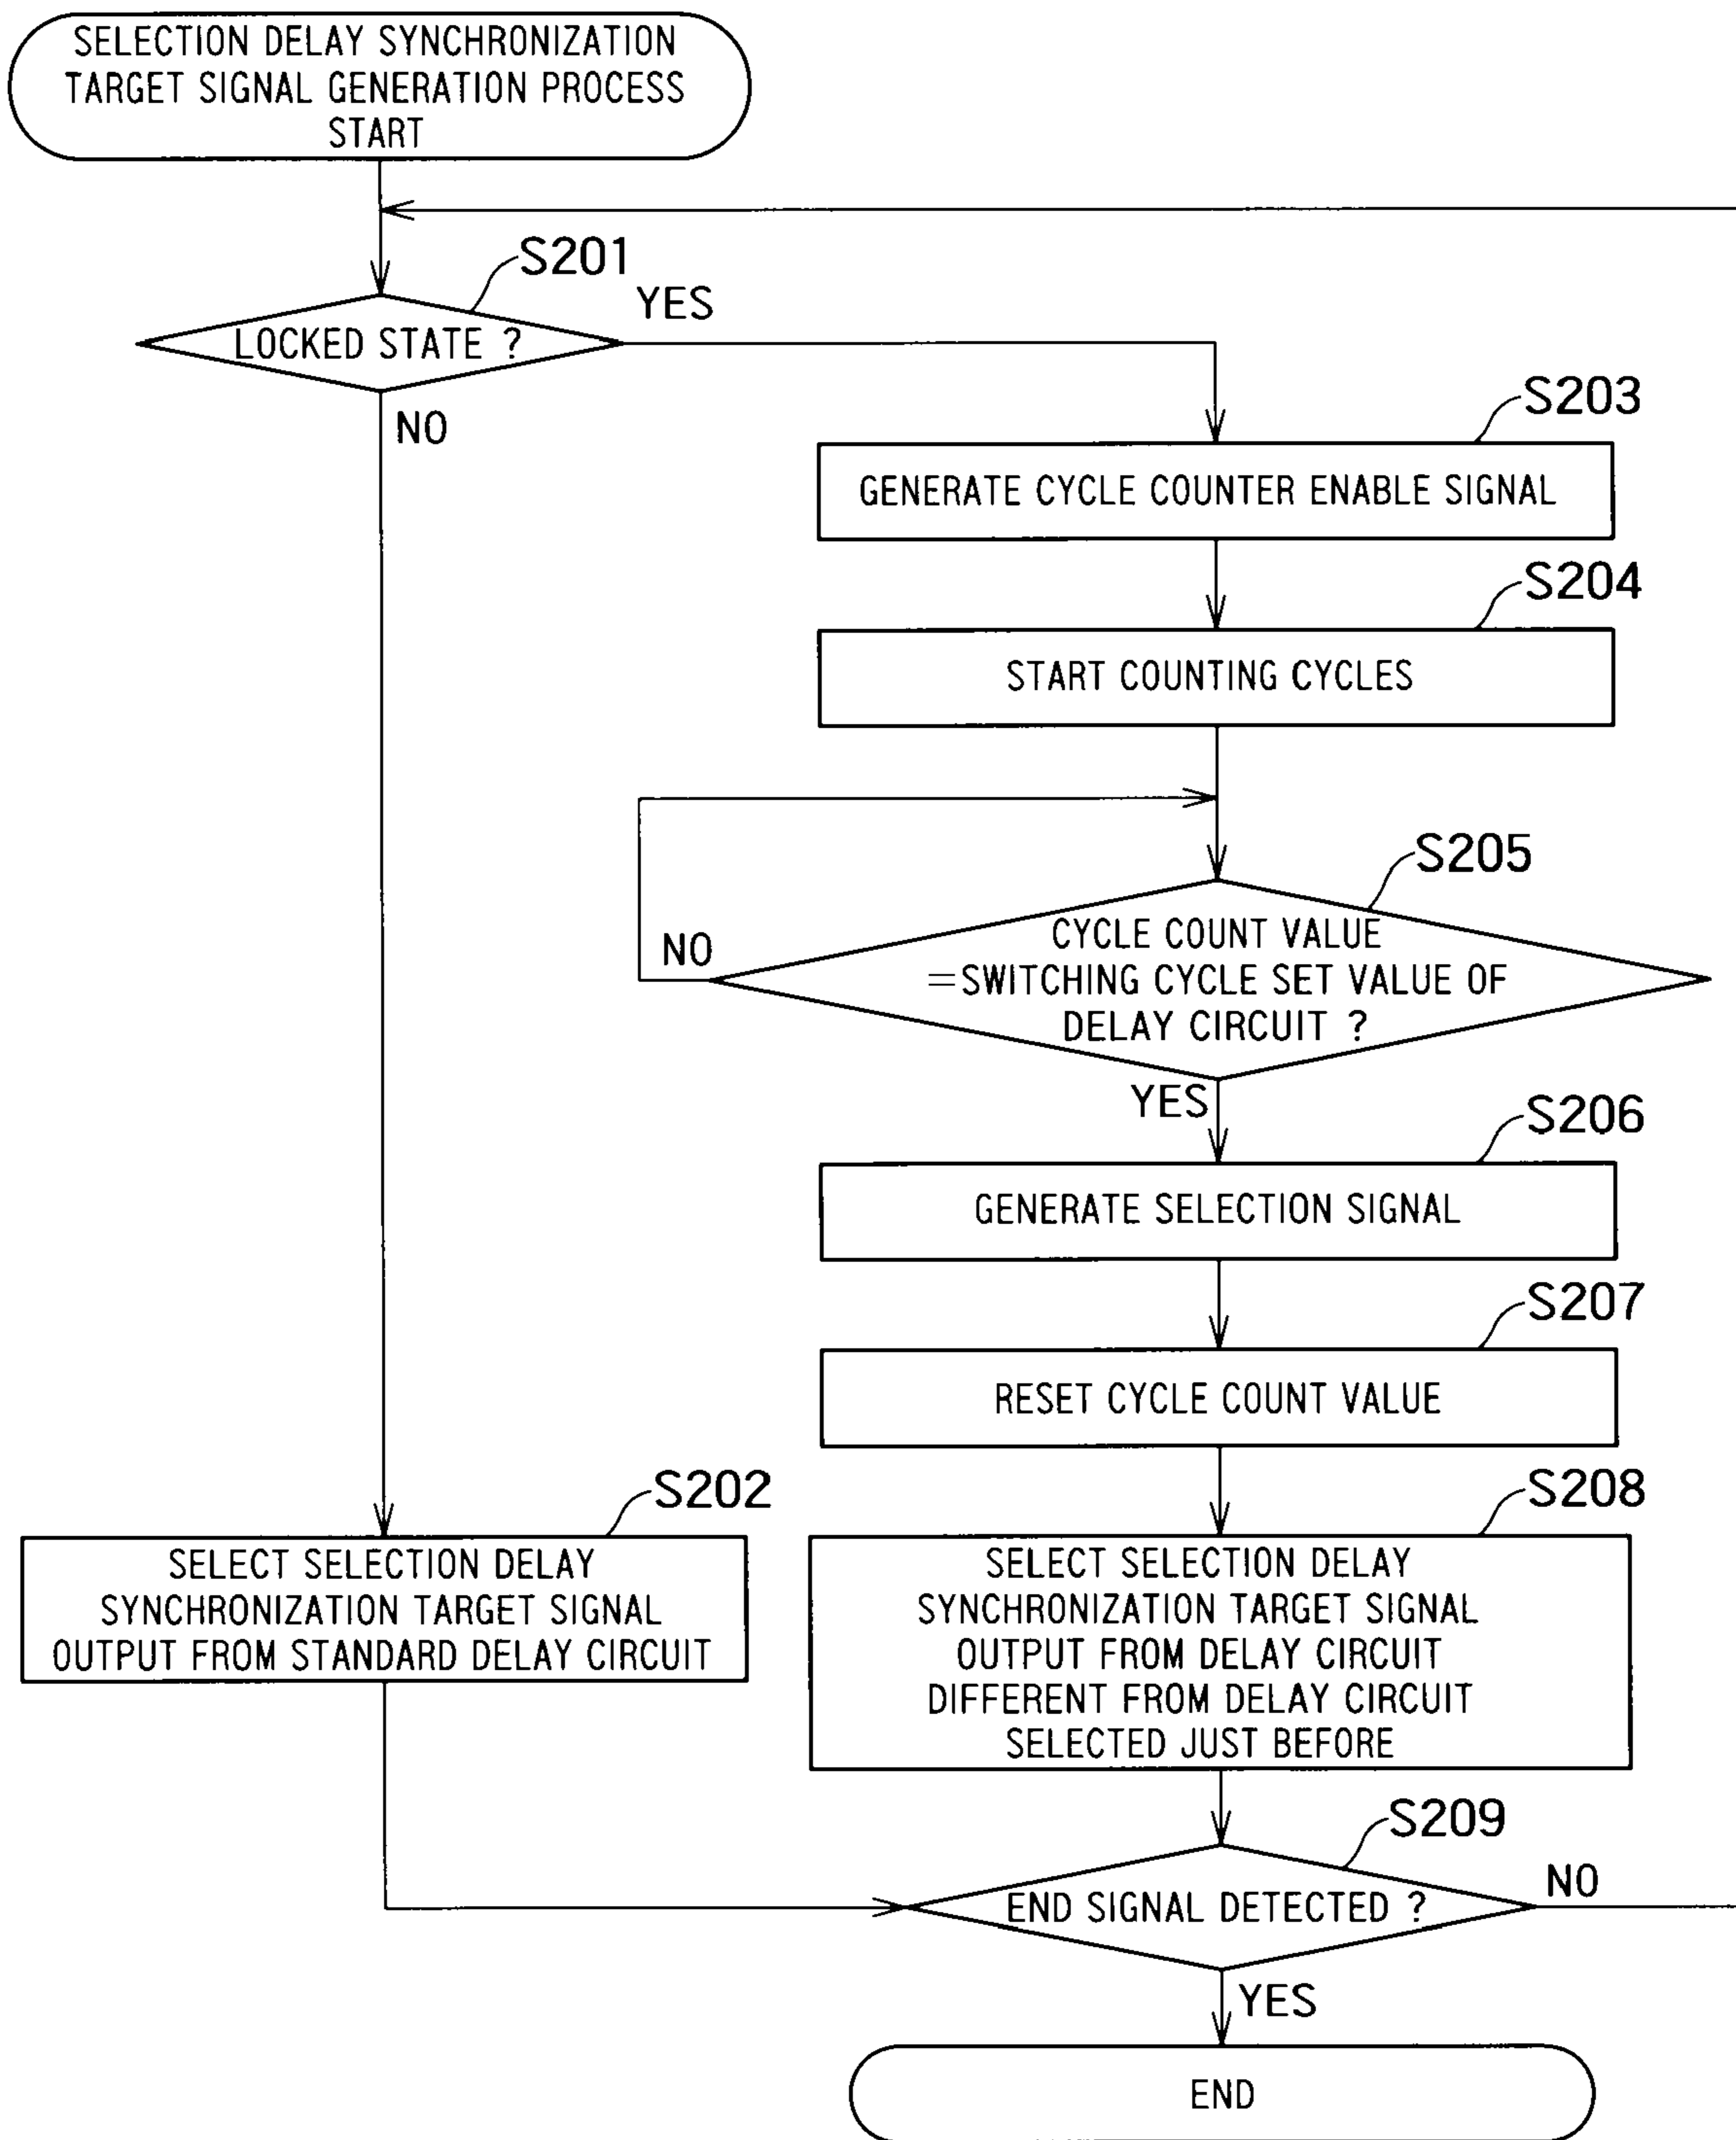 SELECTION DELAY SYNCHRONIZATION
TARGET SIGNAL GENERATION PROCESS
START
S201
LOCKED STATE ?
YES
NO
S203
GENERATE CYCLE COUNTER ENABLE SIGNAL
S204
START COUNTING CYCLES
S205
CYCLE COUNT VALUE
=SWITCHING CYCLE SET VALUE OF
DELAY CIRCUIT ?
NO
YES
S206
GENERATE SELECTION SIGNAL
S207
RESET CYCLE COUNT VALUE
S202
SELECT SELECTION DELAY
SYNCHRONIZATION TARGET SIGNAL
OUTPUT FROM STANDARD DELAY CIRCUIT
S208
SELECT SELECTION DELAY
SYNCHRONIZATION TARGET SIGNAL
OUTPUT FROM DELAY CIRCUIT
DIFFERENT FROM DELAY CIRCUIT
SELECTED JUST BEFORE
S209
END SIGNAL DETECTED ?
NO
YES
END